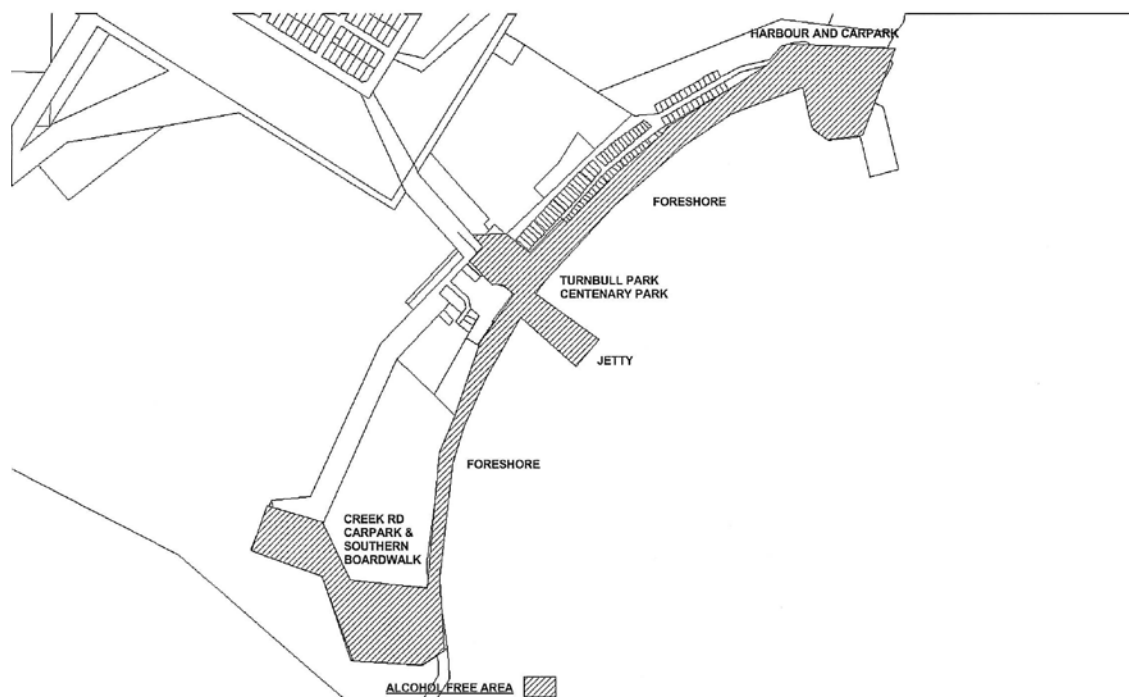 HARBOUR AND CARPARK
FORESHORE
TURNBULL PARK
CENTENARY PARK
JETTY
FORESHORE
CREEK RD
CARPARK &
SOUTHERN
BOARDWALK
ALCOHOL FREE AREA